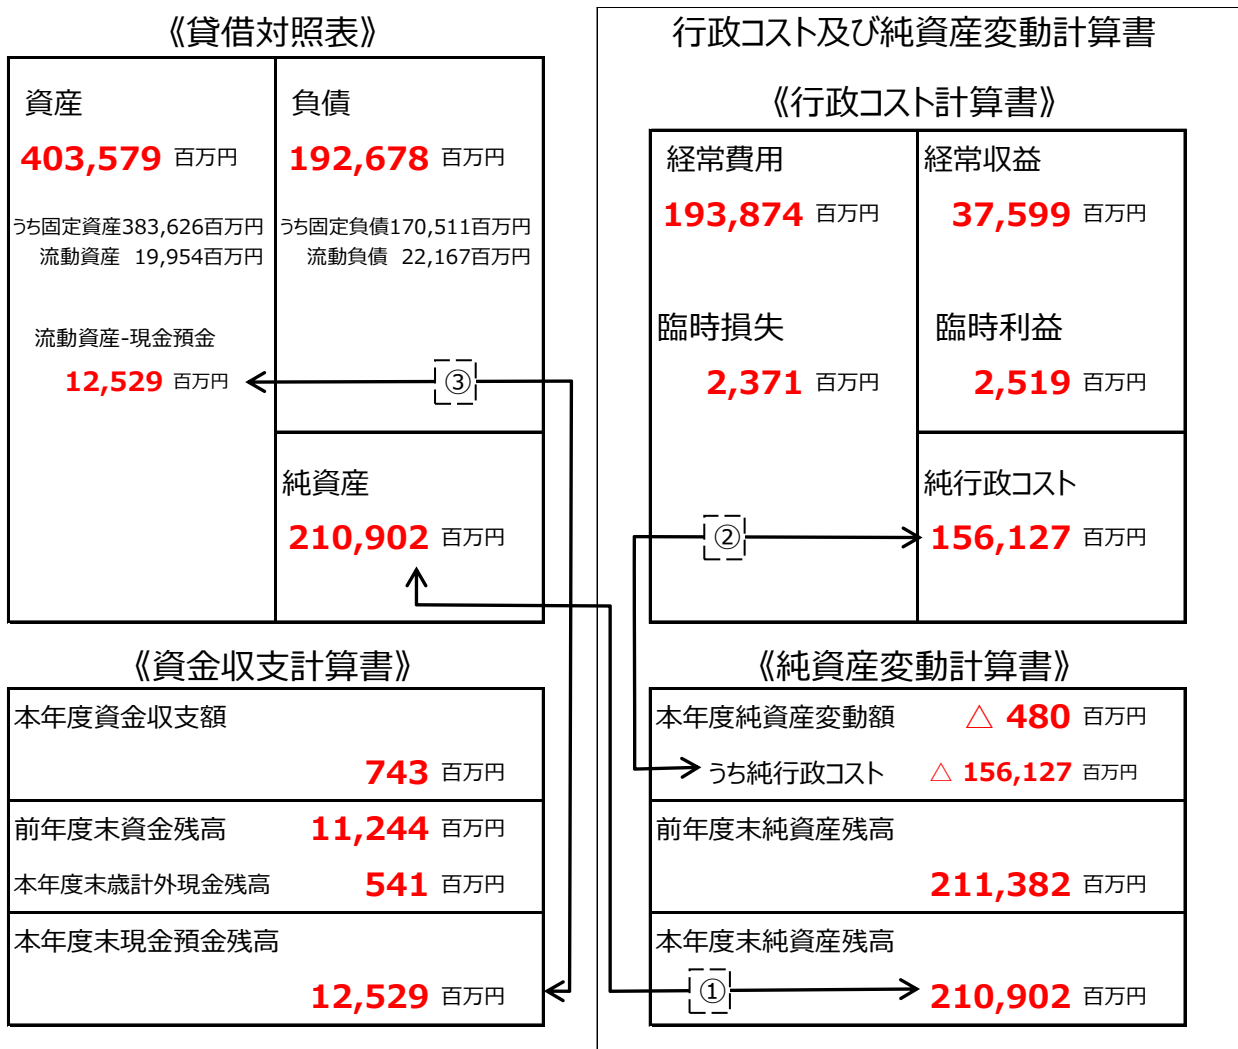 《貸借対照表》
資産
403,579 百万円
うち固定資産383,626百万円
流動資産 19,954百万円
流動資産-現金預金
12,529 百万円
負債
192,678 百万円
うち固定負債170,511百万円
流動負債 22,167百万円
③
純資産
210,902 百万円
行政コスト及び純資産変動計算書
《行政コスト計算書》
経常費用
193,874 百万円
臨時損失
2,371 百万円
経常収益
37,599 百万円
臨時利益
2,519 百万円
②
純行政コスト
156,127 百万円
《資金収支計算書》
本年度資金収支額
743 百万円
前年度末資金残高 11,244 百万円
本年度末歳計外現金残高 541 百万円
本年度末現金預金残高
12,529 百万円
《純資産変動計算書》
本年度純資産変動額 △ 480 百万円
うち純行政コスト △ 156,127 百万円
前年度末純資産残高
211,382 百万円
本年度末純資産残高
① 210,902 百万円